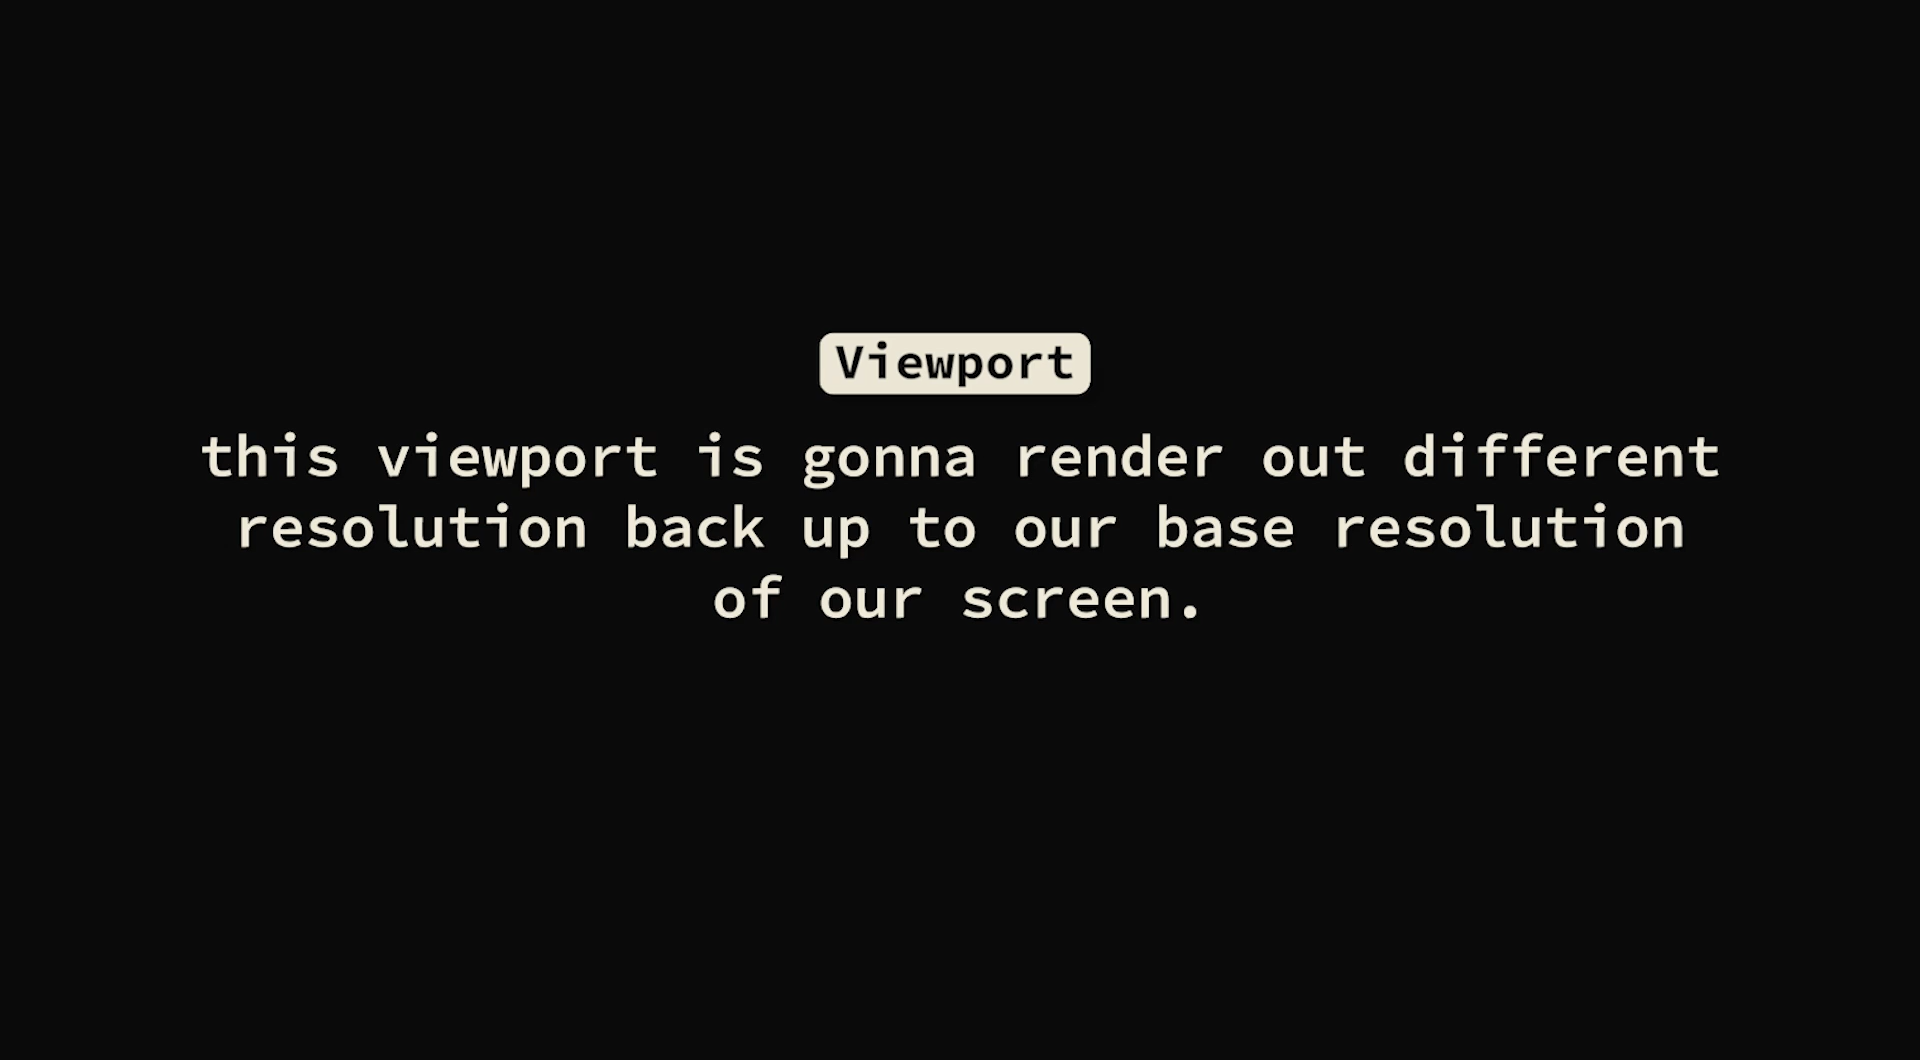 Viewport
this viewport is gonna render out different
resolution back up to our base resolution
of our screen.